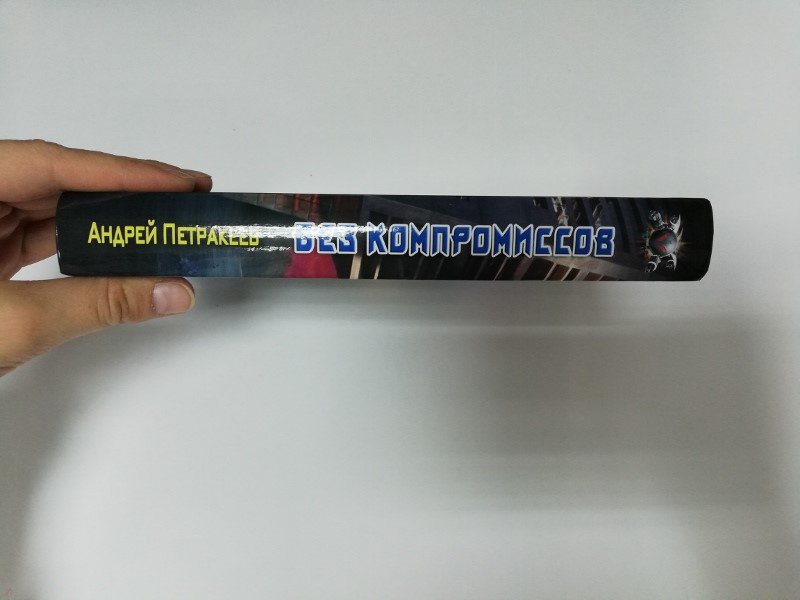 Андрей Петракеев
Без компромиссов